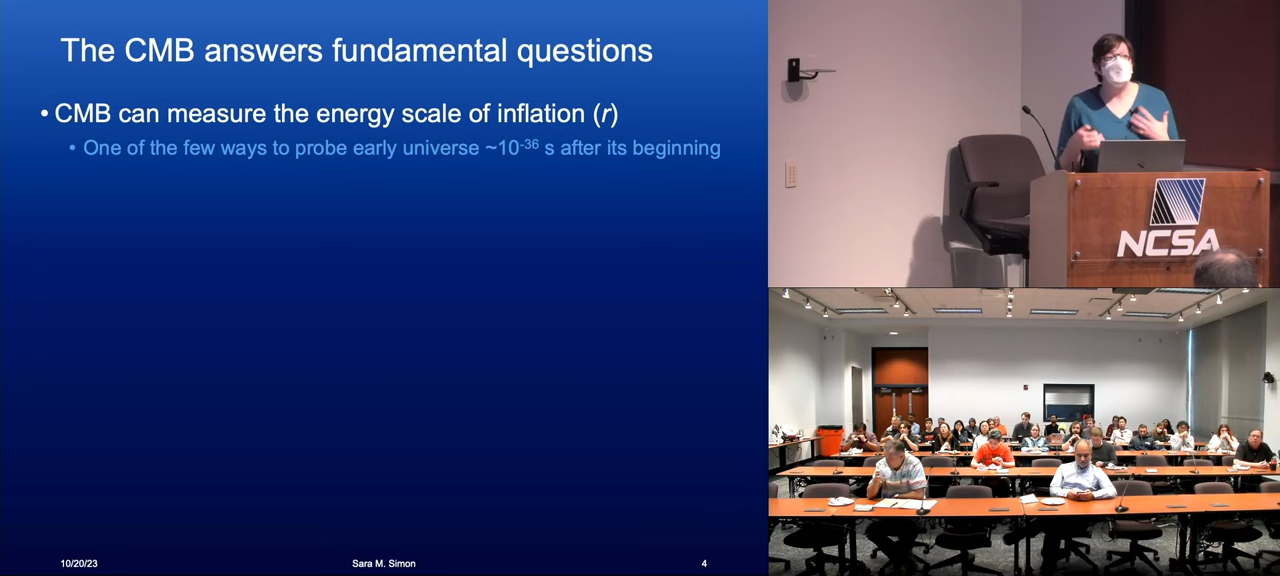 The CMB answers fundamental questions
• CMB can measure the energy scale of inflation (r)
• One of the few ways to probe early universe ~10⁻³⁶ s after its beginning
10/20/23
Sara M. Simon
4
NCSA